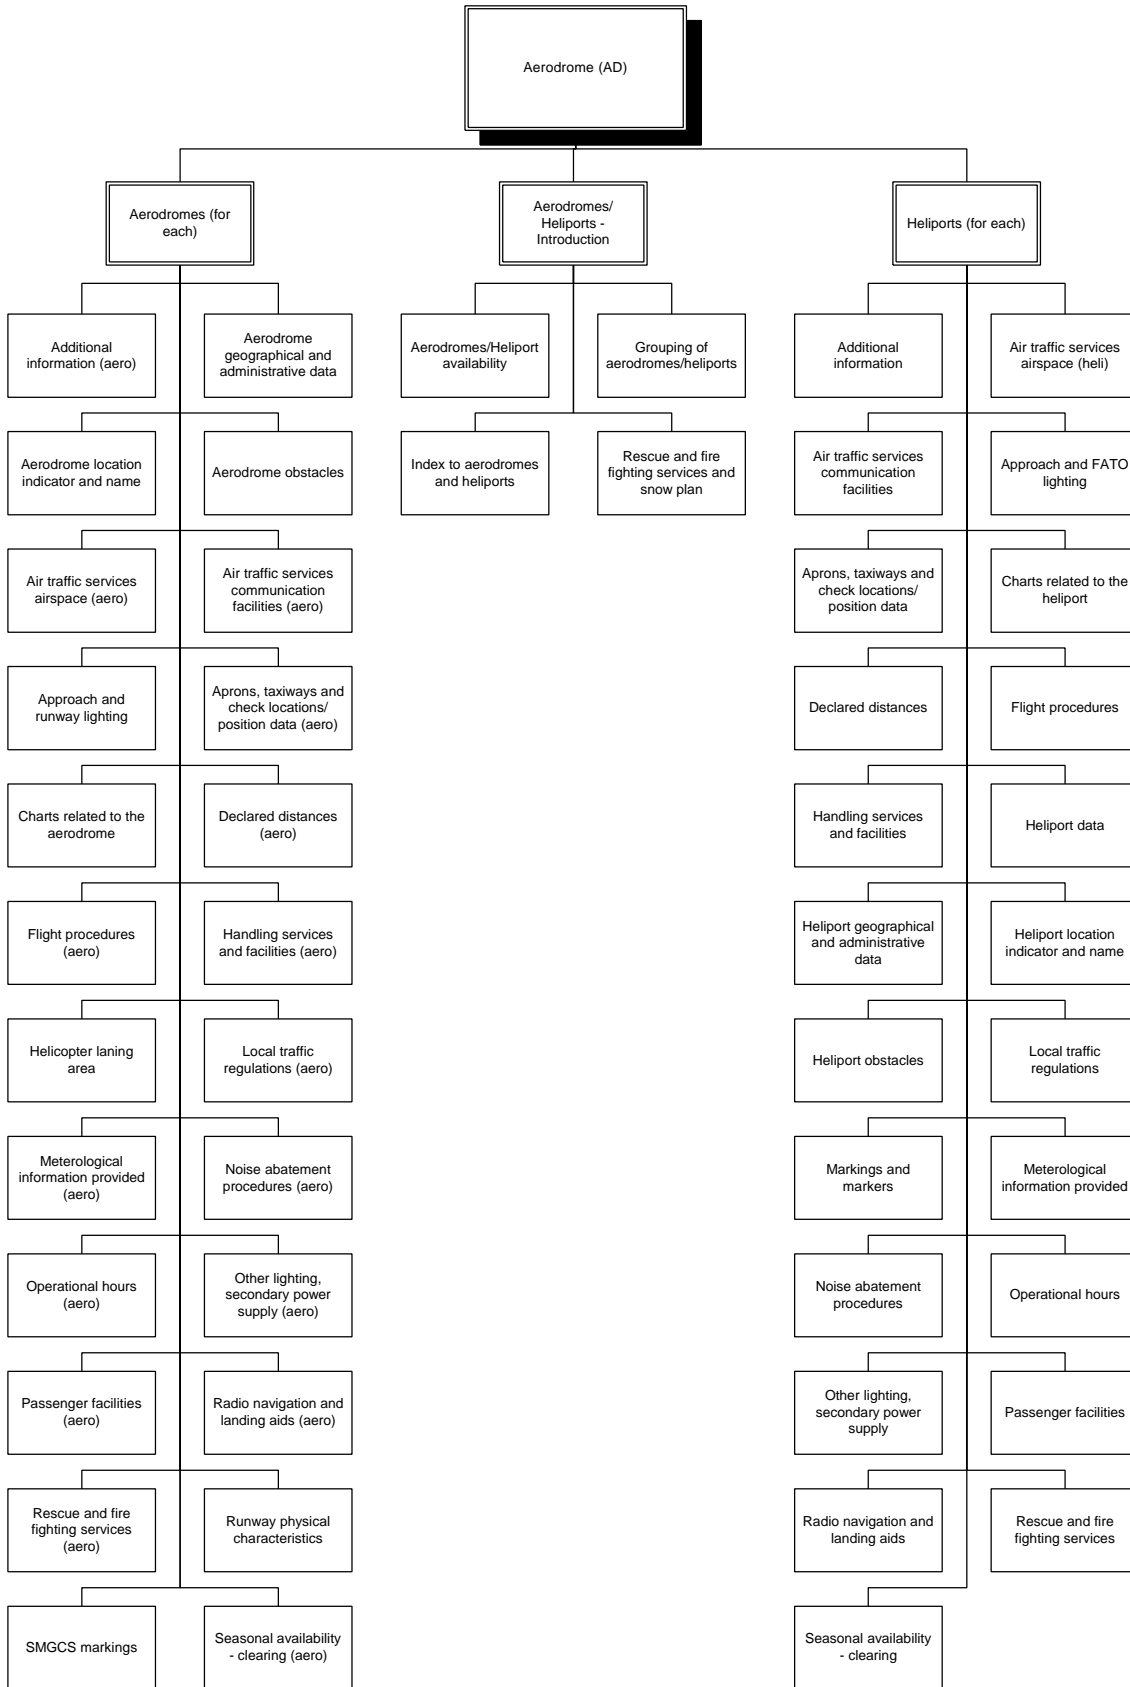 Aerodrome (AD)
Aerodromes (for
each)
Aerodromes/
Heliports -
Introduction
Heliports (for each)
Additional
information (aero)
Aerodrome
geographical and
administrative data
Aerodromes/Heliport
availability
Grouping of
aerodromes/heliports
Additional
information
Air traffic services
airspace (heli)
Aerodrome location
indicator and name
Aerodrome obstacles
Index to aerodromes
and heliports
Rescue and fire
fighting services and
snow plan
Air traffic services
communication
facilities
Approach and FATO
lighting
Air traffic services
airspace (aero)
Air traffic services
communication
facilities (aero)
Aprons, taxiways and
check locations/
position data
Charts related to the
heliport
Approach and
runway lighting
Aprons, taxiways and
check locations/
position data (aero)
Declared distances
Flight procedures
Charts related to the
aerodrome
Declared distances
(aero)
Handling services
and facilities
Heliport data
Flight procedures
(aero)
Handling services
and facilities (aero)
Heliport geographical
and administrative
data
Heliport location
indicator and name
Helicopter laning
area
Local traffic
regulations (aero)
Heliport obstacles
Local traffic
regulations
Meterological
information provided
(aero)
Noise abatement
procedures (aero)
Markings and
markers
Meterological
information provided
Operational hours
(aero)
Other lighting,
secondary power
supply (aero)
Noise abatement
procedures
Operational hours
Passenger facilities
(aero)
Radio navigation and
landing aids (aero)
Other lighting,
secondary power
supply
Passenger facilities
Rescue and fire
fighting services
(aero)
Runway physical
characteristics
Radio navigation and
landing aids
Rescue and fire
fighting services
SMGCS markings
Seasonal availability
- clearing (aero)
Seasonal availability
- clearing